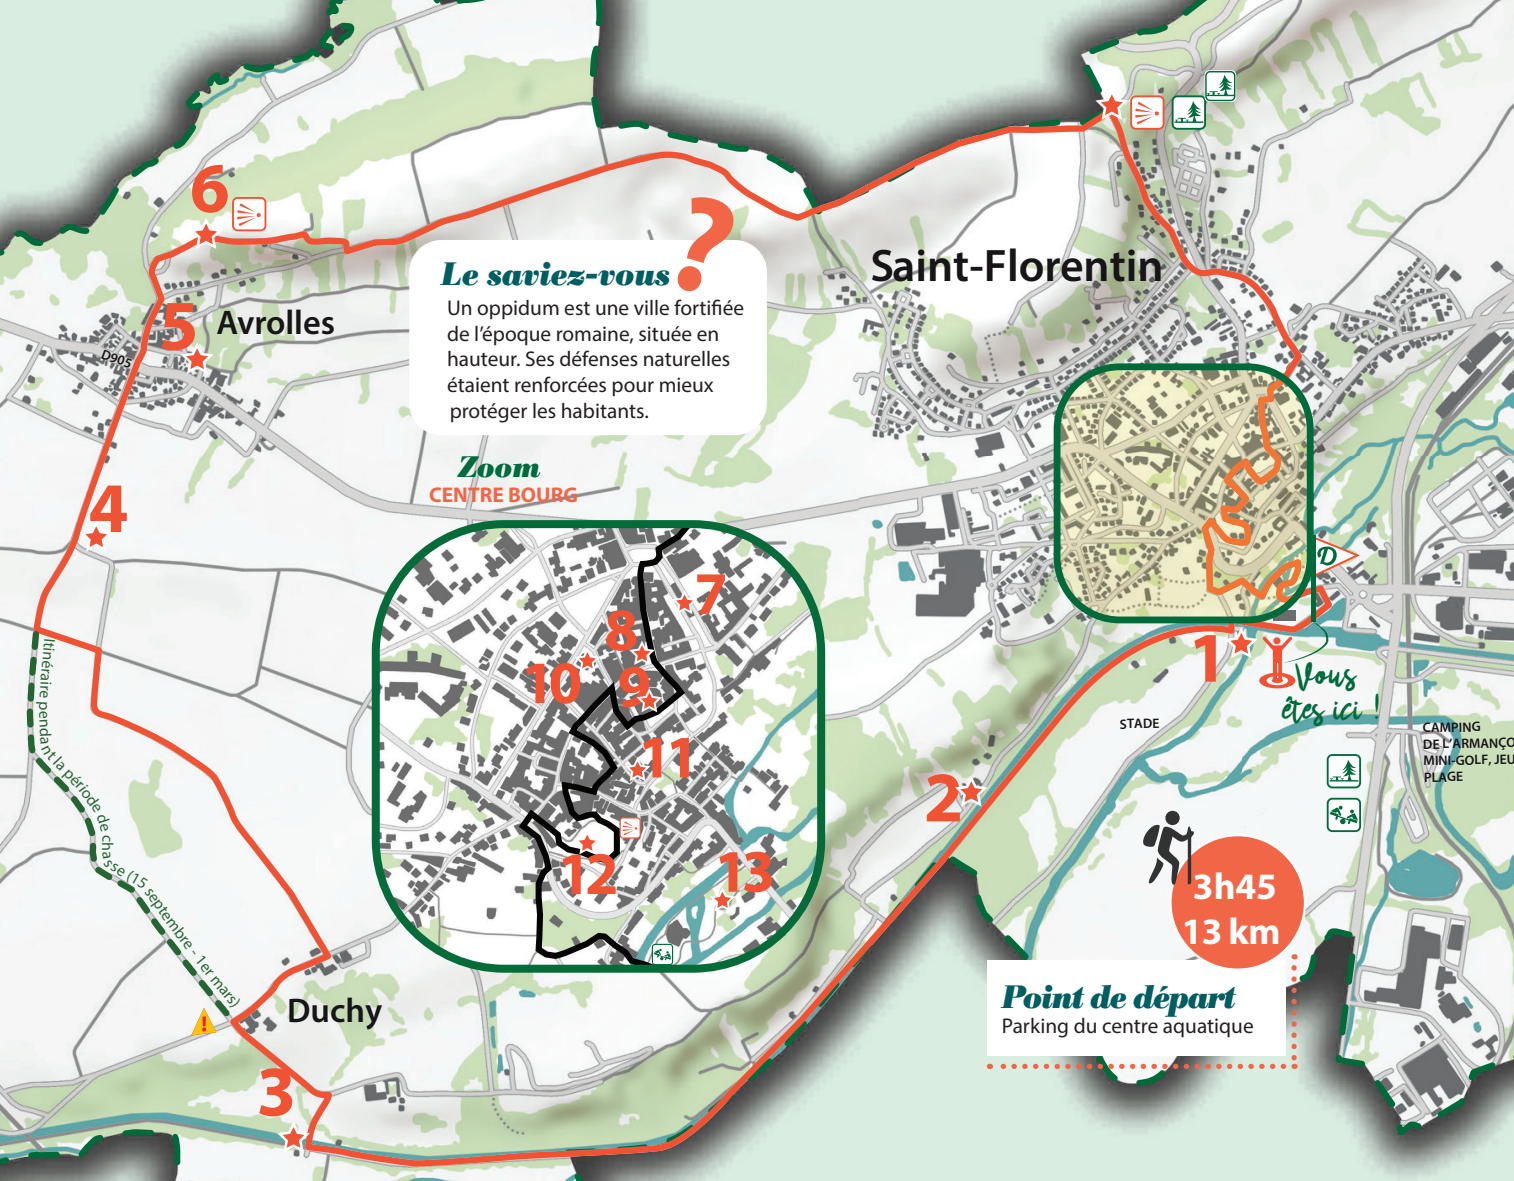 6
Le saviez-vous ?
Un oppidum est une ville fortifiée
de l'époque romaine, située en
hauteur. Ses défenses naturelles
étaient renforcées pour mieux
protéger les habitants.
Saint-Florentin
5
Avrolles
D905
4
Zoom
CENTRE BOURG
7
8
10
9
11
12
13
D
1
Vous
êtes ici !
STADE
CAMPING
DE L'ARMANÇO
MINI-GOLF, JEU
PLAGE
2
3h45
13 km
Point de départ
Parking du centre aquatique
Itinéraire pendant la période de chasse (15 septembre - 1er mars)
!
Duchy
3